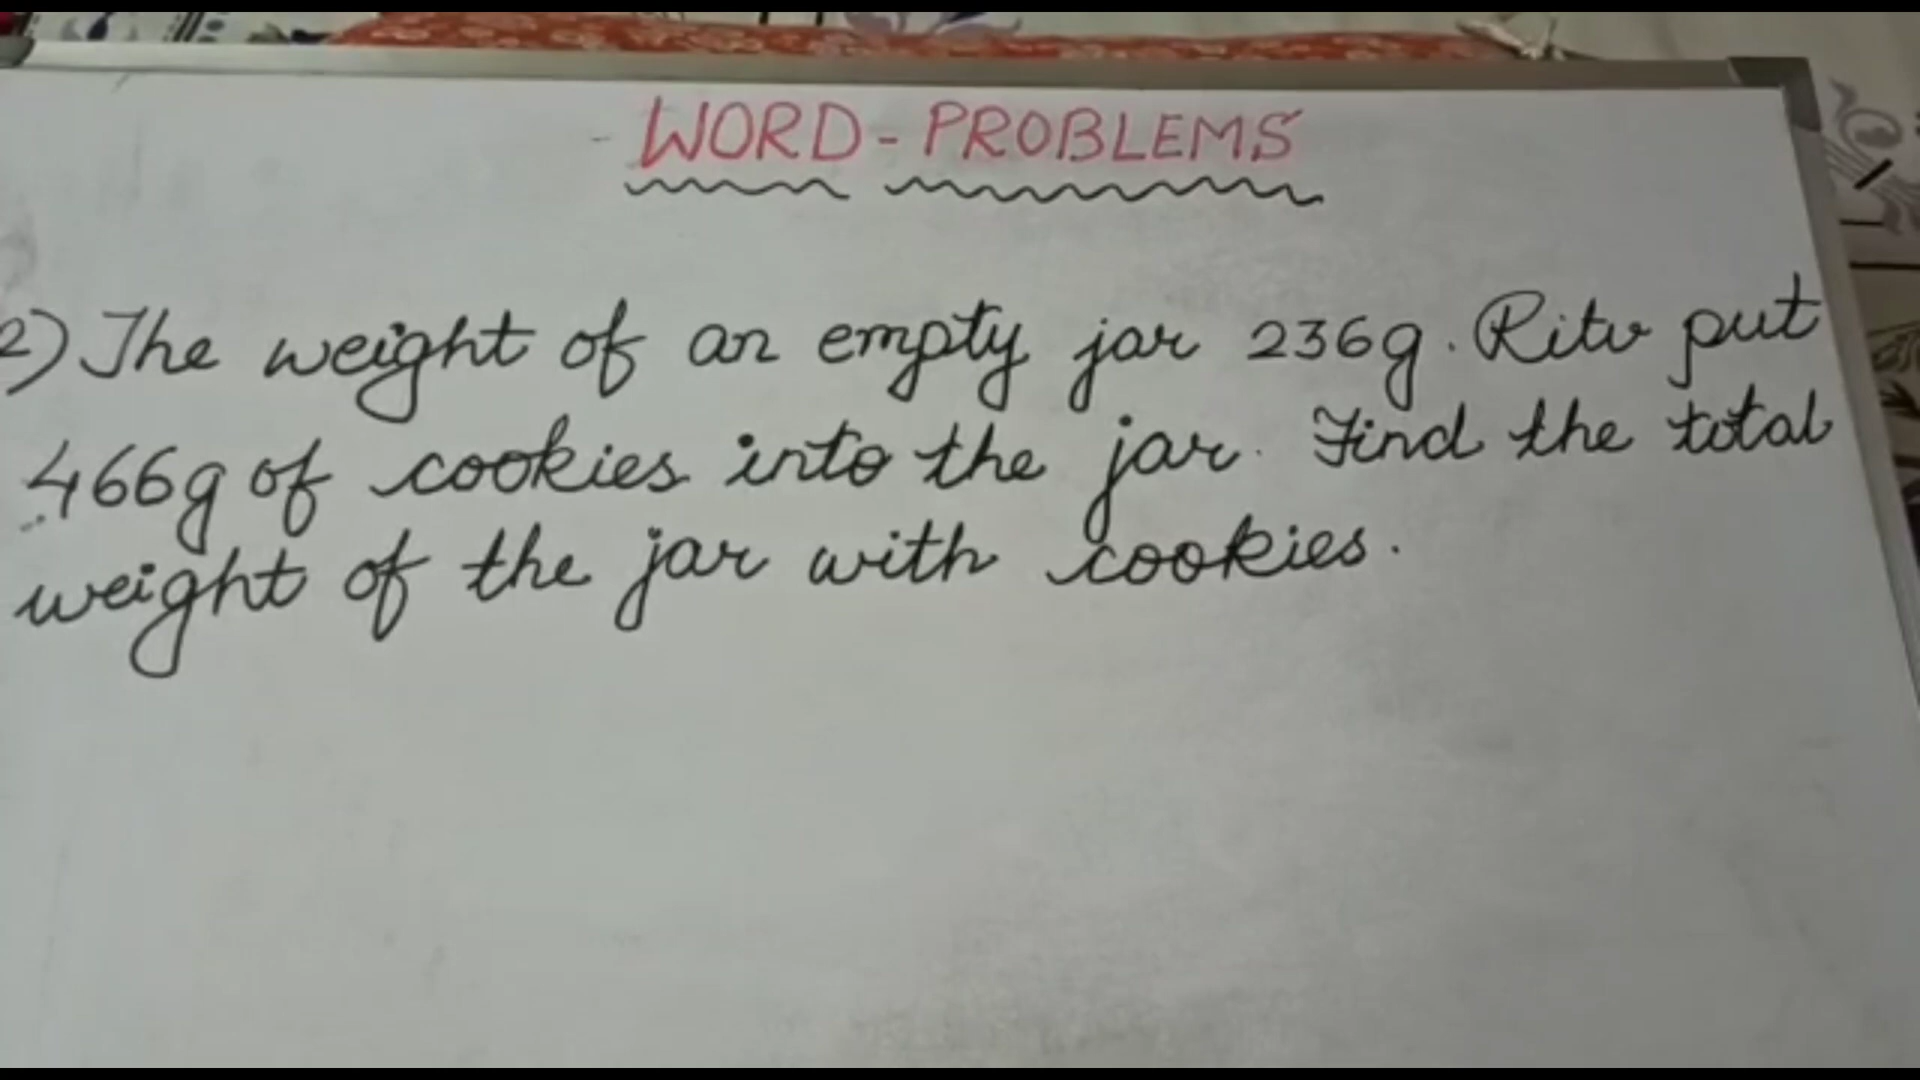 WORD-PROBLEMS
2) The weight of an empty jar 236g. Ritu put
466g of cookies into the jar. Find the total
weight of the jar with cookies.